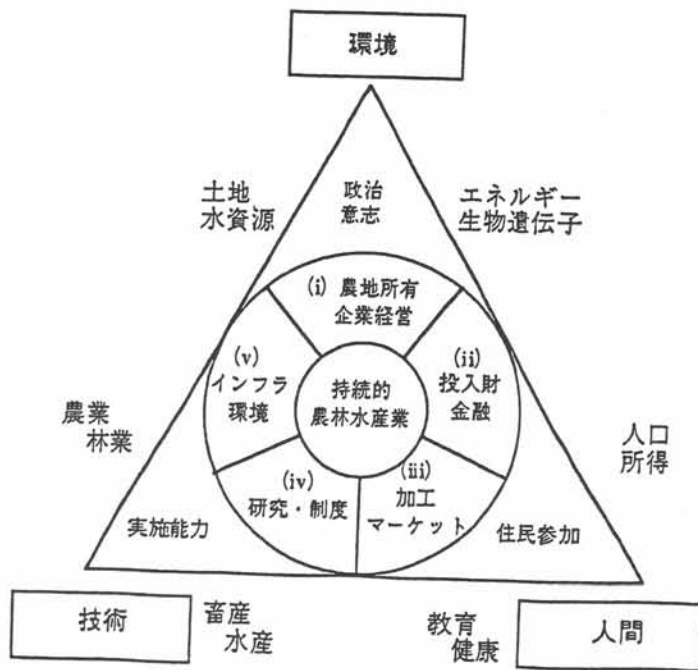 環境
土地
水資源
政治
意志
エネルギー
生物遺伝子
(i) 農地所有
企業経営
(v)
インフラ
環境
持続的
農林水産業
(ii)
投入財
金融
農業
林業
人口
所得
(iv)
研究・制度
(iii)
加工
マーケット
実施能力
住民参加
技術
畜産
水産
教育
健康
人間